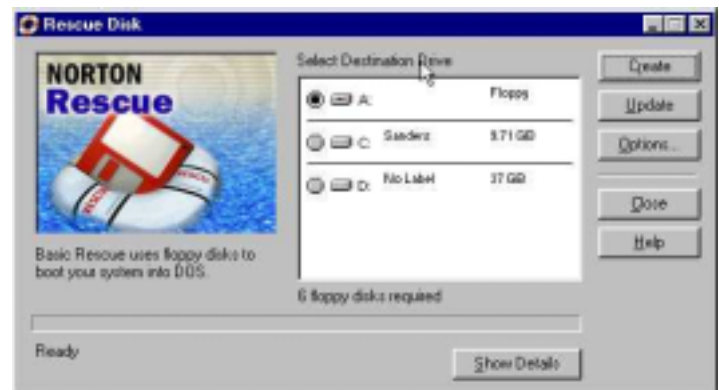 Rescue Disk
NORTON
Rescue
RESCUE
RESCUE
Basic Rescue uses floppy disks to
boot your system into DOS.
Select Destination Drive
A: Floppy
C: Sanders 9.71 GB
D: No Label 37 GB
6 floppy disks required
Ready
Show Details
Create
Update
Options...
Close
Help